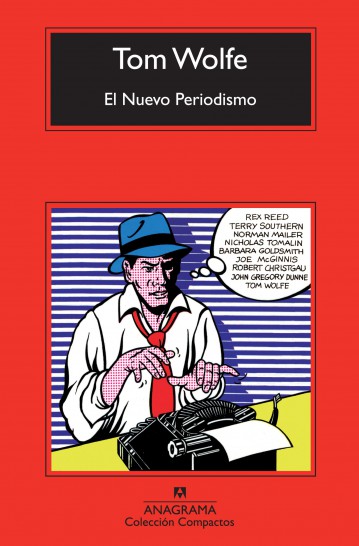 Tom Wolfe
El Nuevo Periodismo
REX REED
TERRY SOUTHERN
NORMAN MAILER
NICHOLAS TOMALIN
BARBARA GOLDSMITH
JOE McGINNIS
ROBERT CHRISTGAU
JOHN GREGORY DUNNE
TOM WOLFE
ANAGRAMA
Colección Compactos